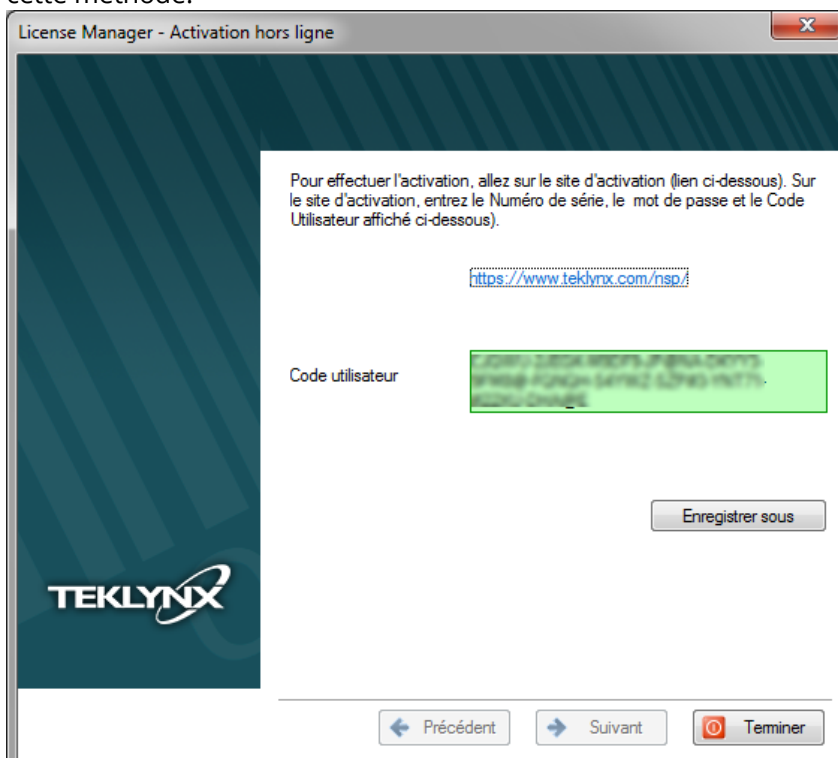 cette méthode.
License Manager - Activation hors ligne
Pour effectuer l'activation, allez sur le site d'activation (lien ci-dessous). Sur
le site d'activation, entrez le Numéro de série, le mot de passe et le Code
Utilisateur affiché ci-dessous).
https://www.teklynx.com/nsp/
Code utilisateur
Enregistrer sous
TEKLYNX
Précédent
Suivant
Terminer